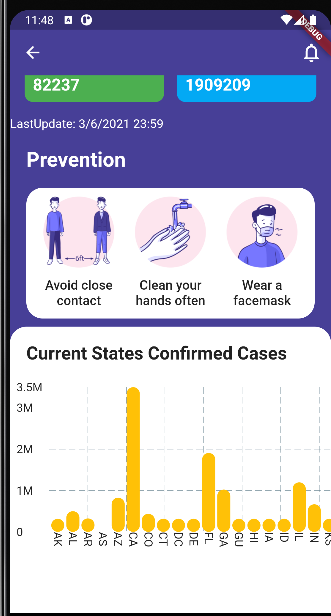 11:48
DEBUG
82237
1909209
LastUpdate: 3/6/2021 23:59
Prevention
6ft
Avoid close
contact
Clean your
hands often
Wear a
facemask
Current States Confirmed Cases
3.5M
3M
2M
1M
0
AK
AL
AR
AS
AZ
CA
CO
CT
DC
DE
FL
GA
GU
HI
IA
ID
IL
IN
KS